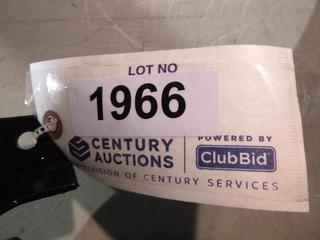 LOT NO
1966
CENTURY
AUCTIONS
POWERED BY
ClubBid
DIVISION OF CENTURY SERVICES